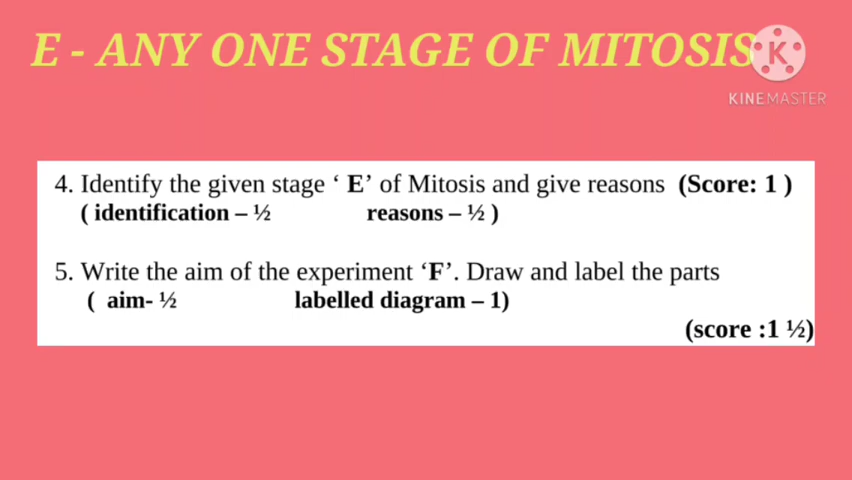 E - ANY ONE STAGE OF MITOSIS
K
KINEMASTER
4. Identify the given stage ‘ E’ of Mitosis and give reasons (Score: 1 )
( identification – ½ reasons – ½ )
5. Write the aim of the experiment ‘F’. Draw and label the parts
( aim- ½ labelled diagram – 1)
(score :1 ½)